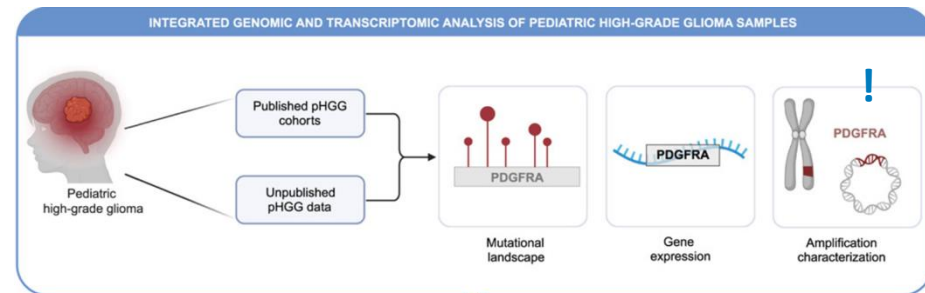 INTEGRATED GENOMIC AND TRANSCRIPTOMIC ANALYSIS OF PEDIATRIC HIGH-GRADE GLIOMA SAMPLES
Pediatric
high-grade glioma
Published pHGG
cohorts
Unpublished
pHGG data
PDGFRA
Mutational
landscape
PDGFRA
Gene
expression
!
PDGFRA
Amplification
characterization